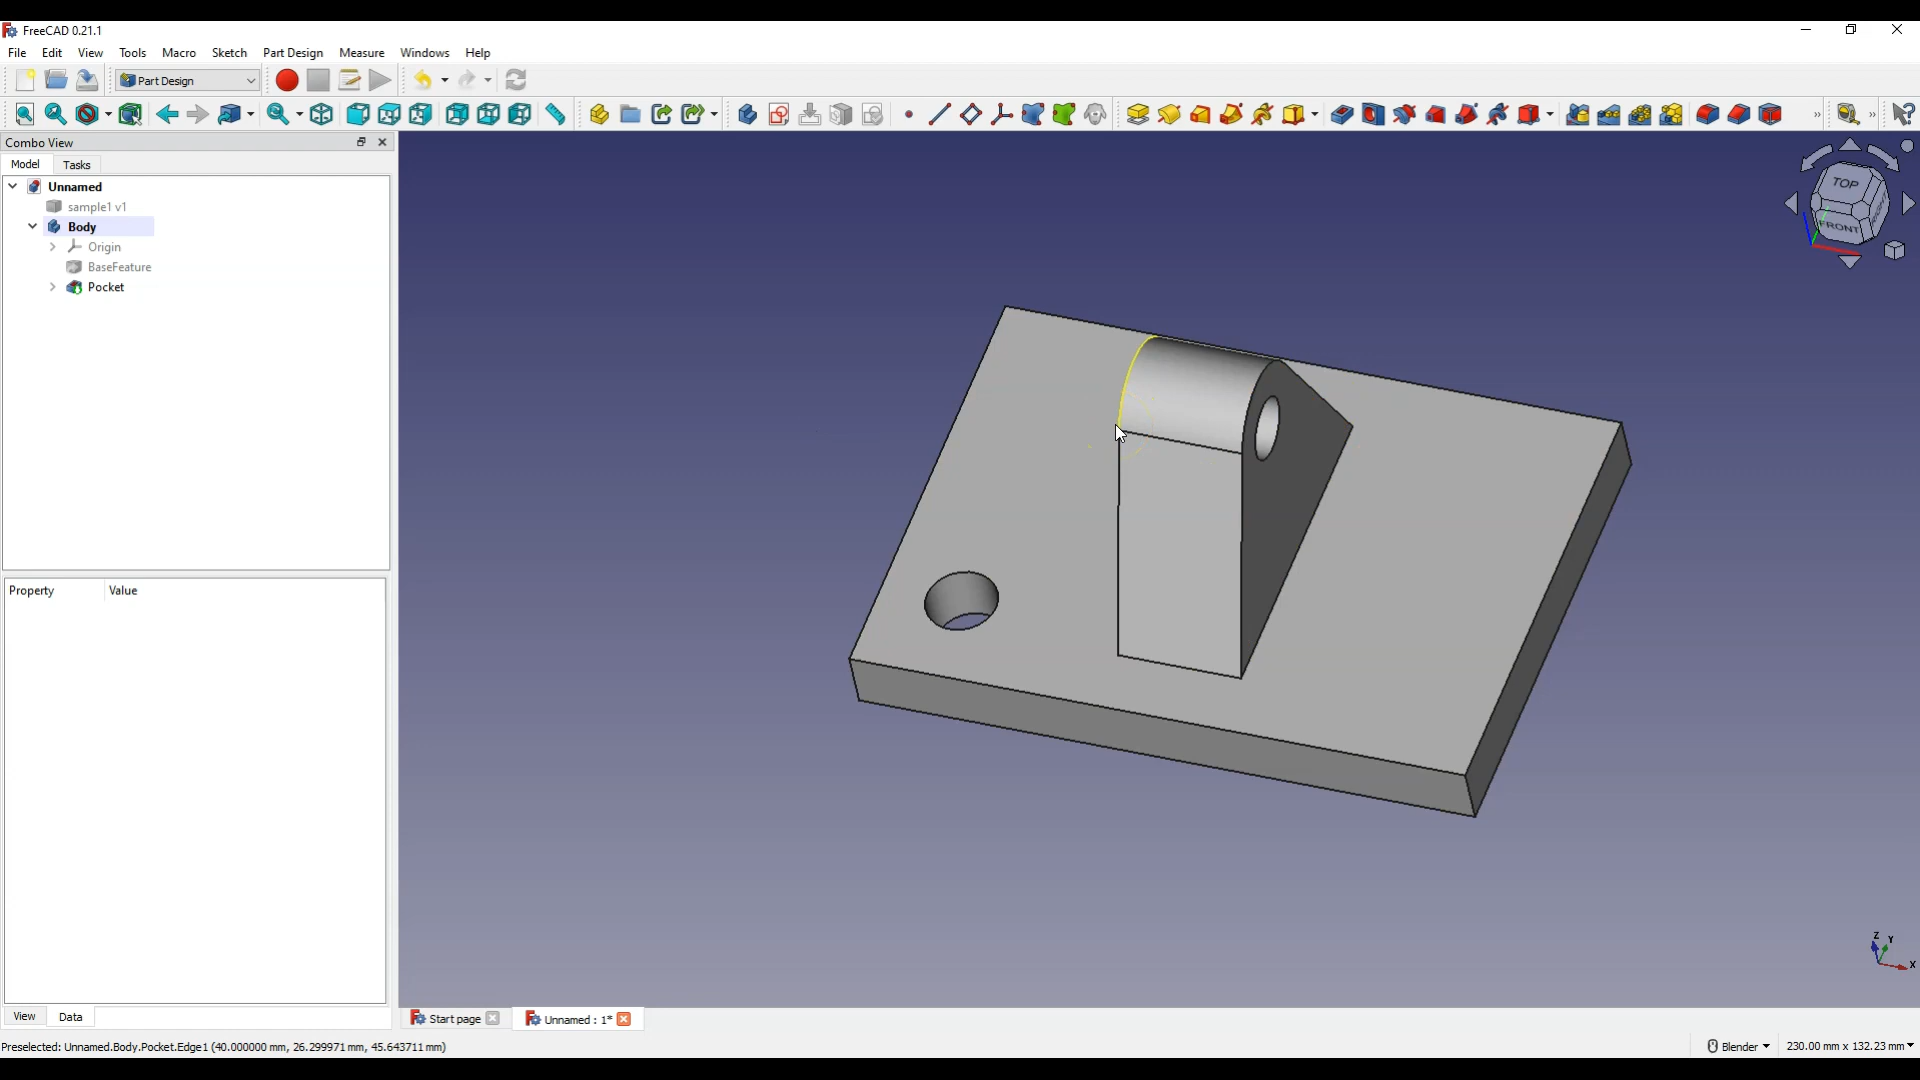 FreeCAD 0.21.1
File Edit View Tools Macro Sketch Part Design Measure Windows Help
Part Design
» »
Combo View
Model Tasks
Unnamed
sample1 v1
Body
Origin
BaseFeature
Pocket
TOP
FRONT
Property Value
Z Y
X
View Data
Start page Unnamed : 1*
Preselected: Unnamed.Body.Pocket.Edge1 (40.000000 mm, 26.299971 mm, 45.643711 mm)
Blender 230.00 mm x 132.23 mm